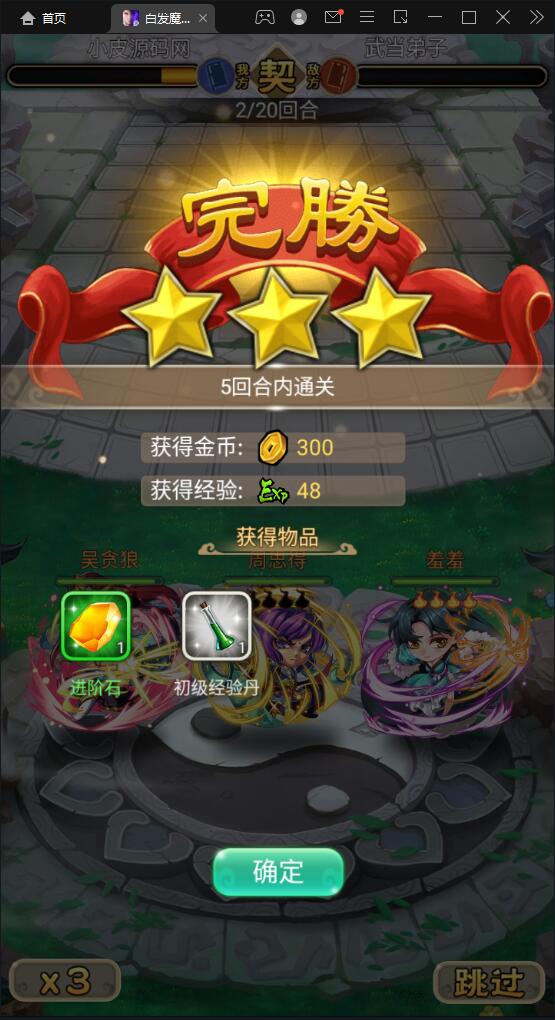 首页 白发魔...
小皮源码网 武当弟子
我方 契 敌方
2/20回合
完勝
5回合内通关
获得金币: 300
获得经验: Exp 48
获得物品
吴贪狼 周思得 羞羞
1 1
进阶石 初级经验丹
确定
x3 跳过